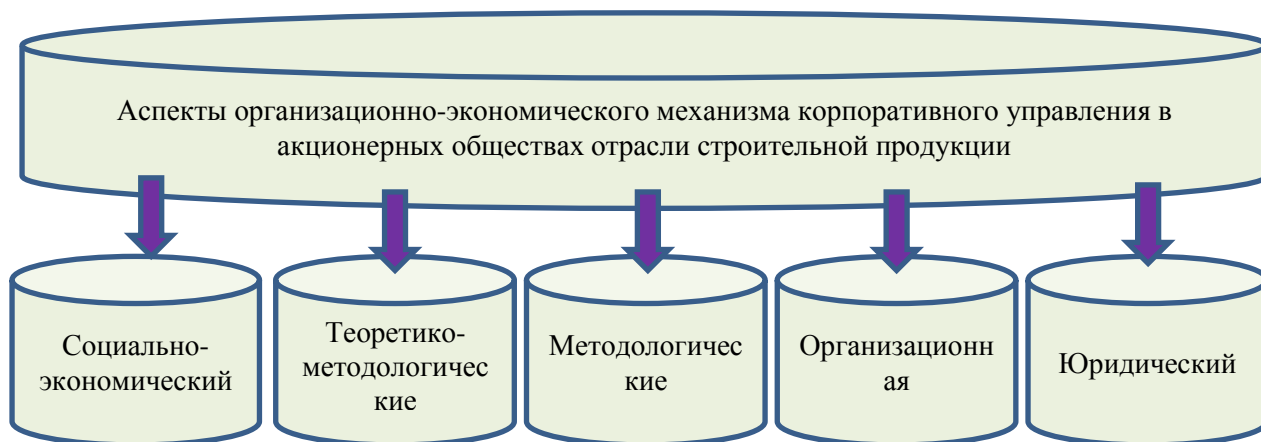 Аспекты организационно-экономического механизма корпоративного управления в
акционерных обществах отрасли строительной продукции
Социально-
экономический
Теоретико-
методологичес
кие
Методологичес
кие
Организационн
ая
Юридический